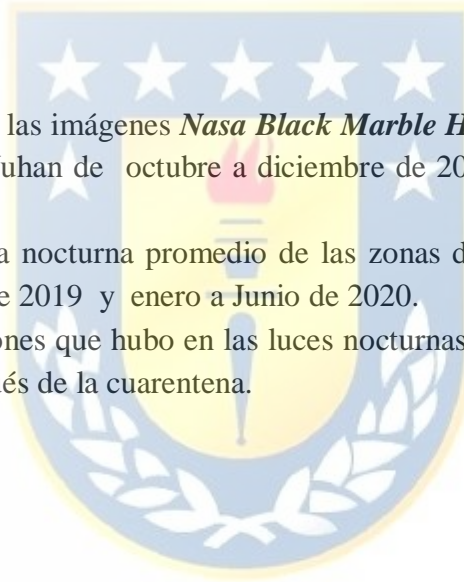 las imágenes Nasa Black Marble H
uhan de octubre a diciembre de 20
a nocturna promedio de las zonas d
e 2019 y enero a Junio de 2020.
ones que hubo en las luces nocturnas
ués de la cuarentena.